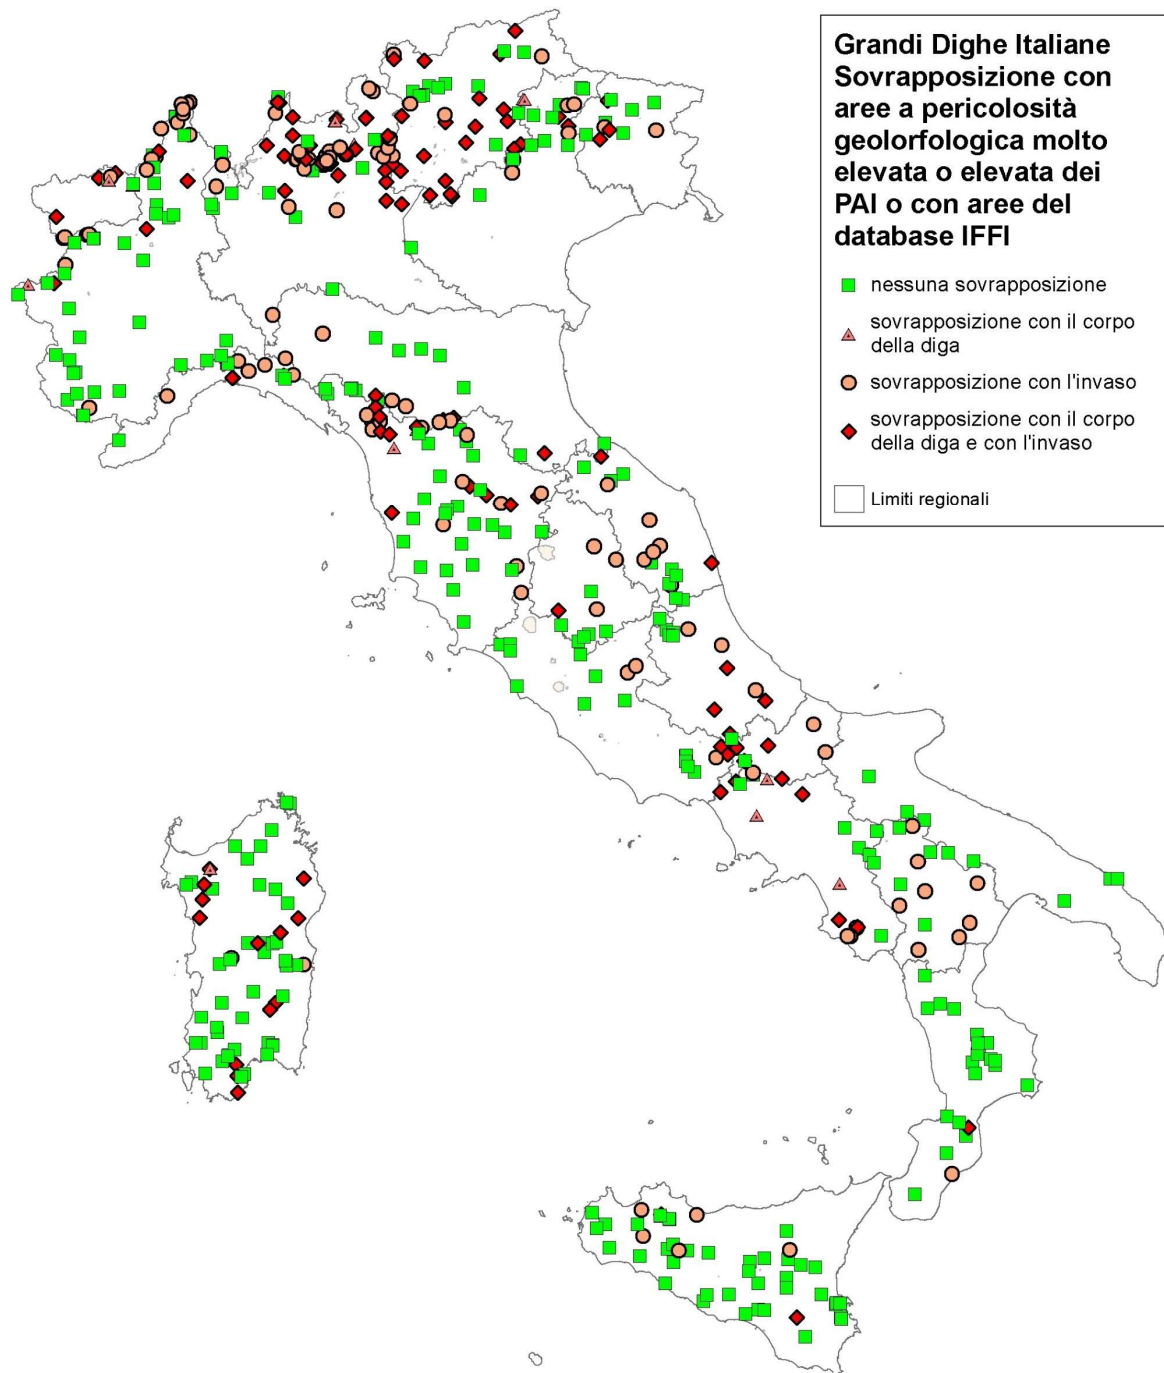 Grandi Dighe Italiane
Sovrapposizione con
aree a pericolosità
geolorfologica molto
elevata o elevata dei
PAI o con aree del
database IFFI
nessuna sovrapposizione
sovrapposizione con il corpo
della diga
sovrapposizione con l'invaso
sovrapposizione con il corpo
della diga e con l'invaso
Limiti regionali